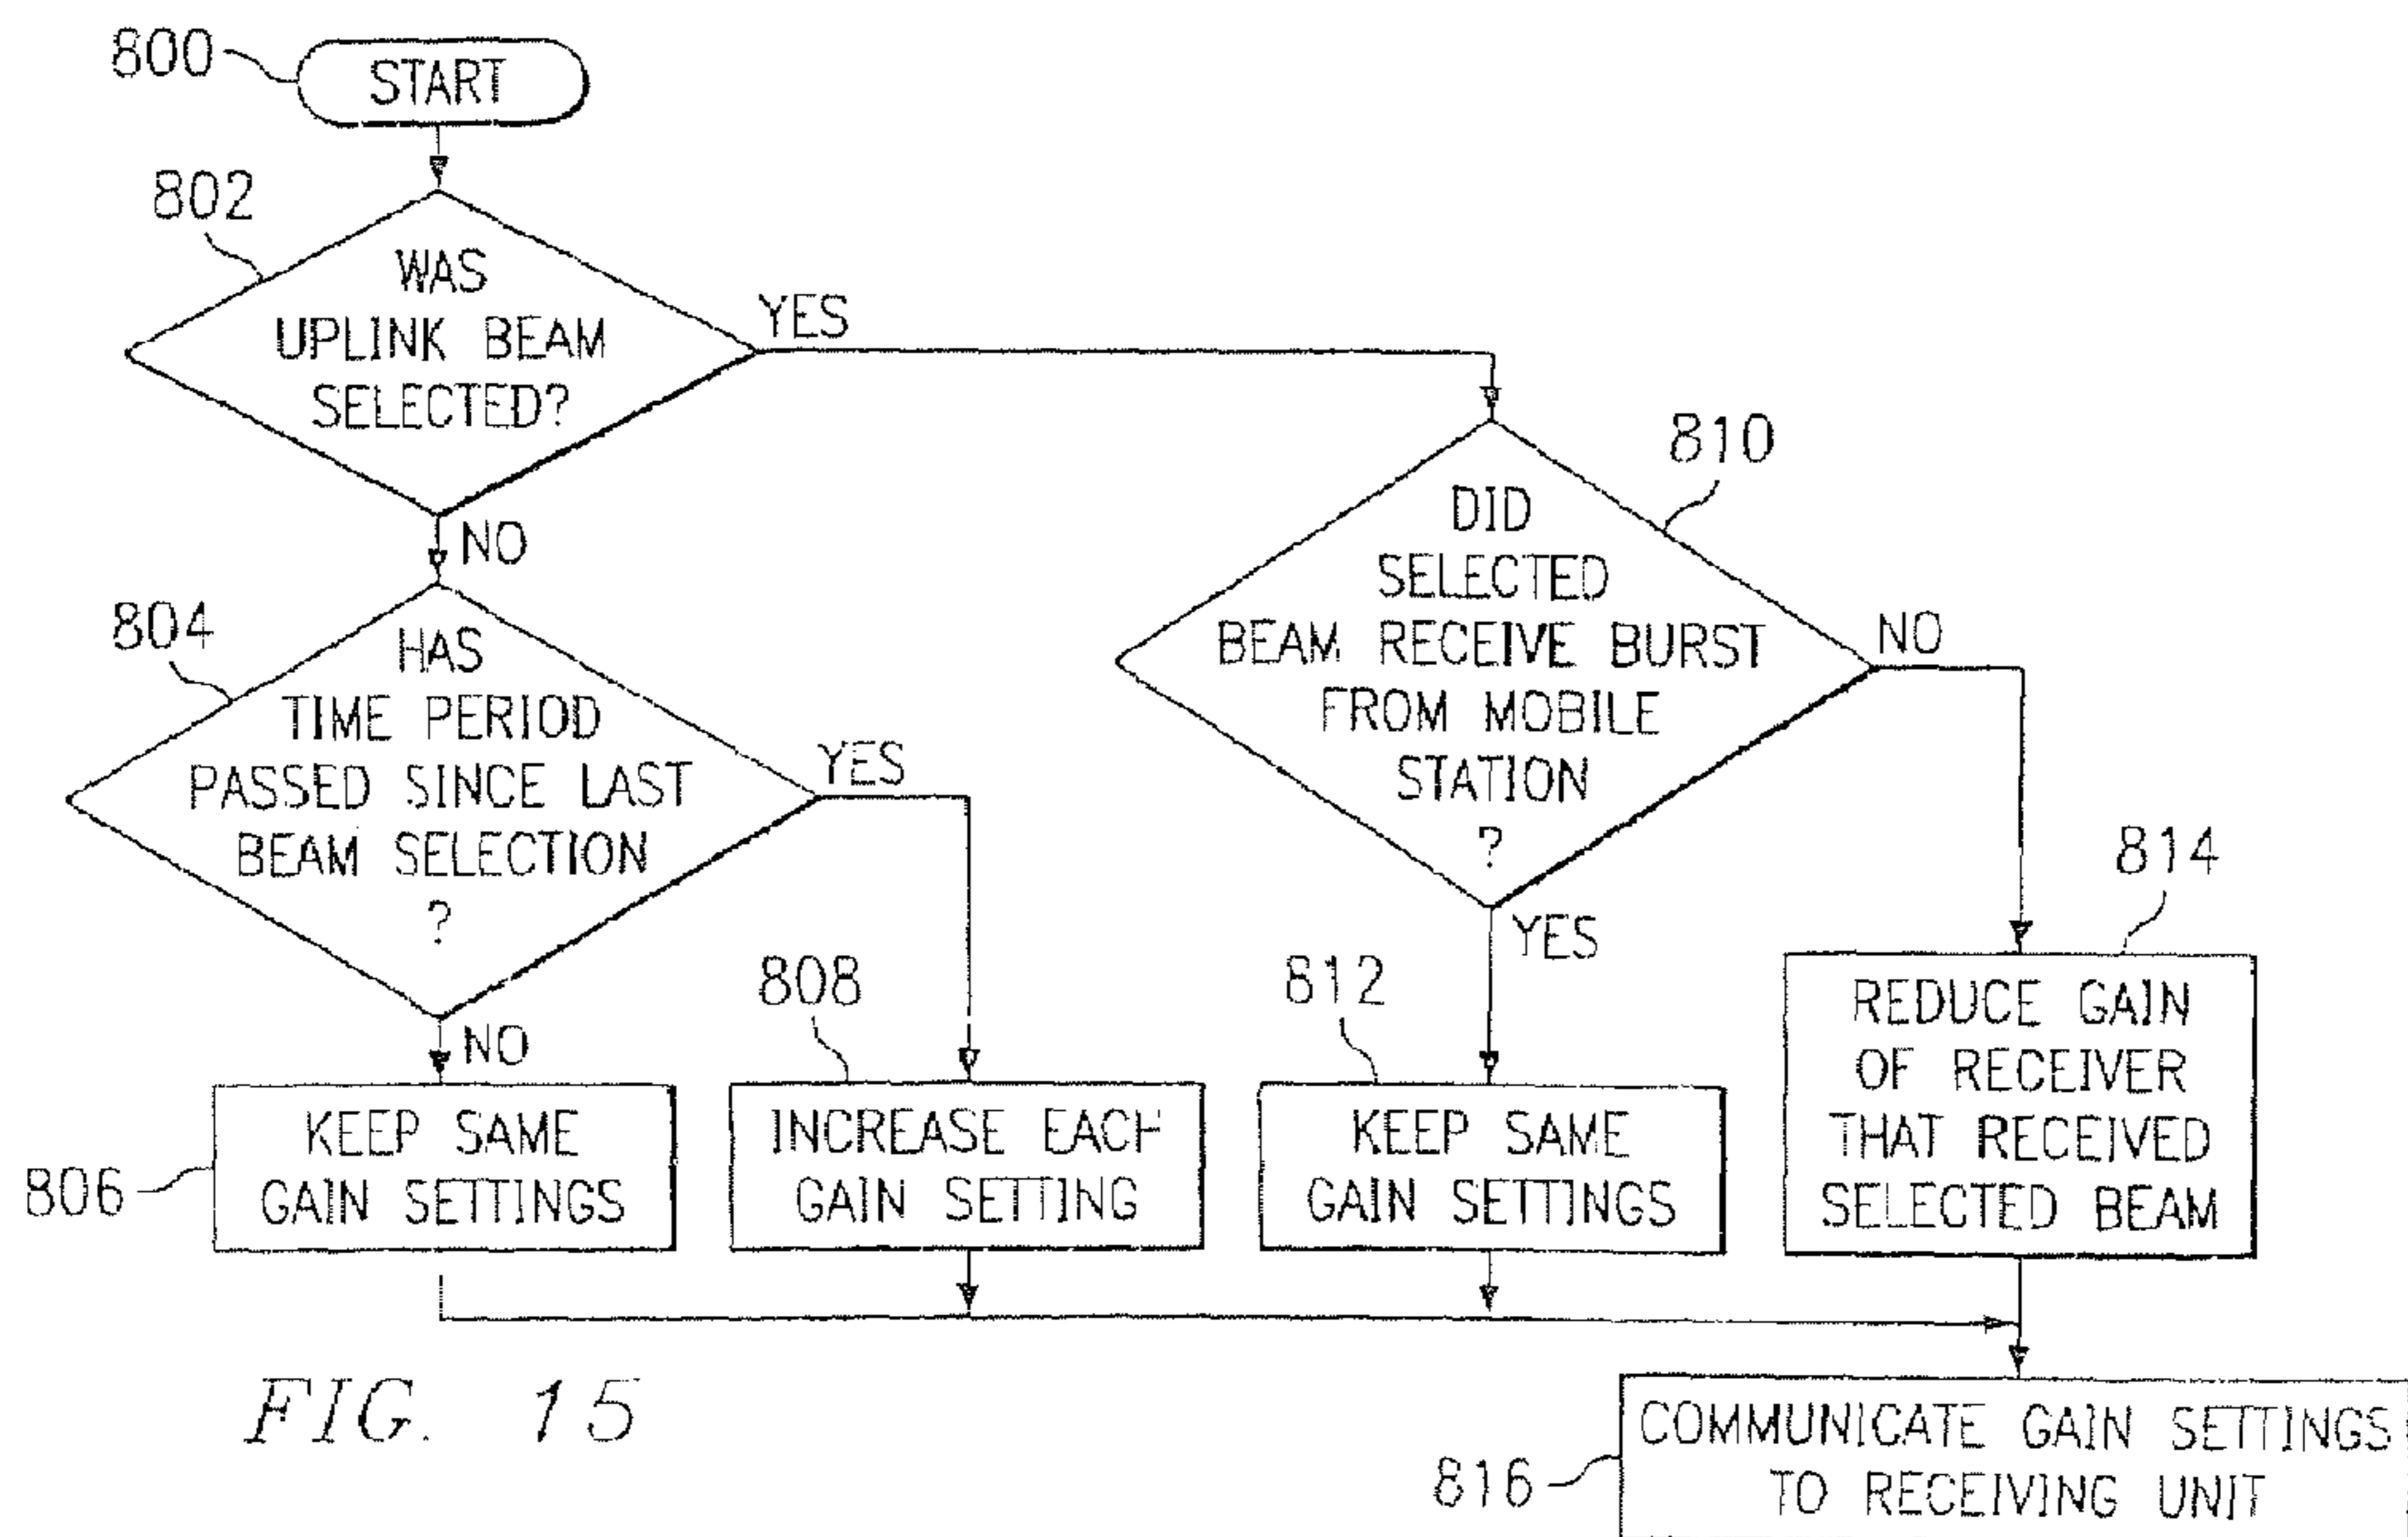 800
START
802
WAS
UPLINK BEAM
SELECTED?
YES
NO
810
DID
SELECTED
BEAM RECEIVE BURST
FROM MOBILE
STATION
?
NO
YES
804
HAS
TIME PERIOD
PASSED SINCE LAST
BEAM SELECTION
?
YES
NO
806
KEEP SAME
GAIN SETTINGS
808
INCREASE EACH
GAIN SETTING
812
KEEP SAME
GAIN SETTINGS
814
REDUCE GAIN
OF RECEIVER
THAT RECEIVED
SELECTED BEAM
816
COMMUNICATE GAIN SETTINGS
TO RECEIVING UNIT
FIG. 15